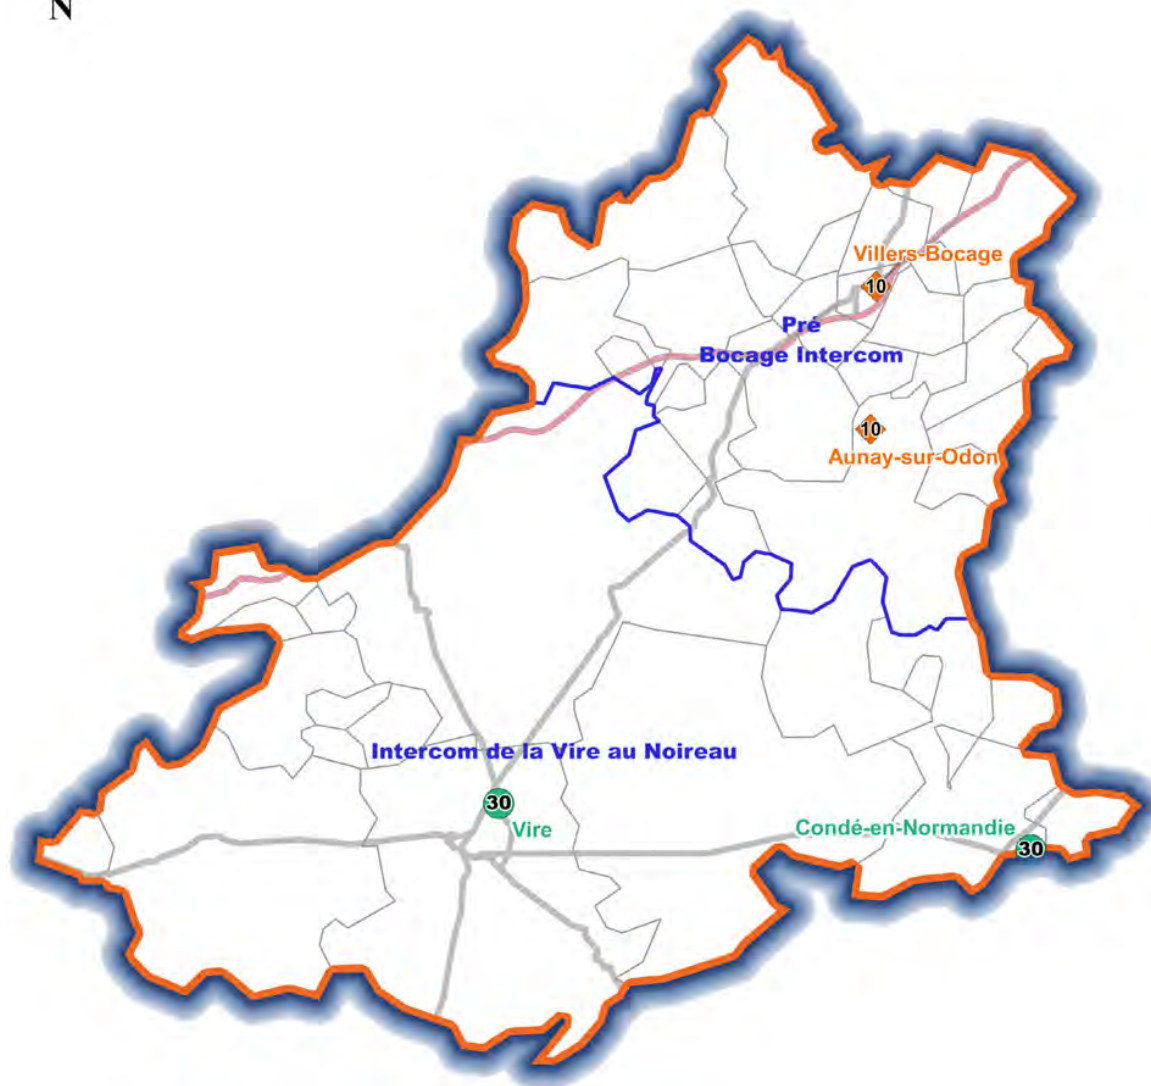 N
Villers-Bocage
10
Pré
Bocage Intercom
10
Aunay-sur-Odon
Intercom de la Vire au Noireau
30
Vire
Condé-en-Normandie
30